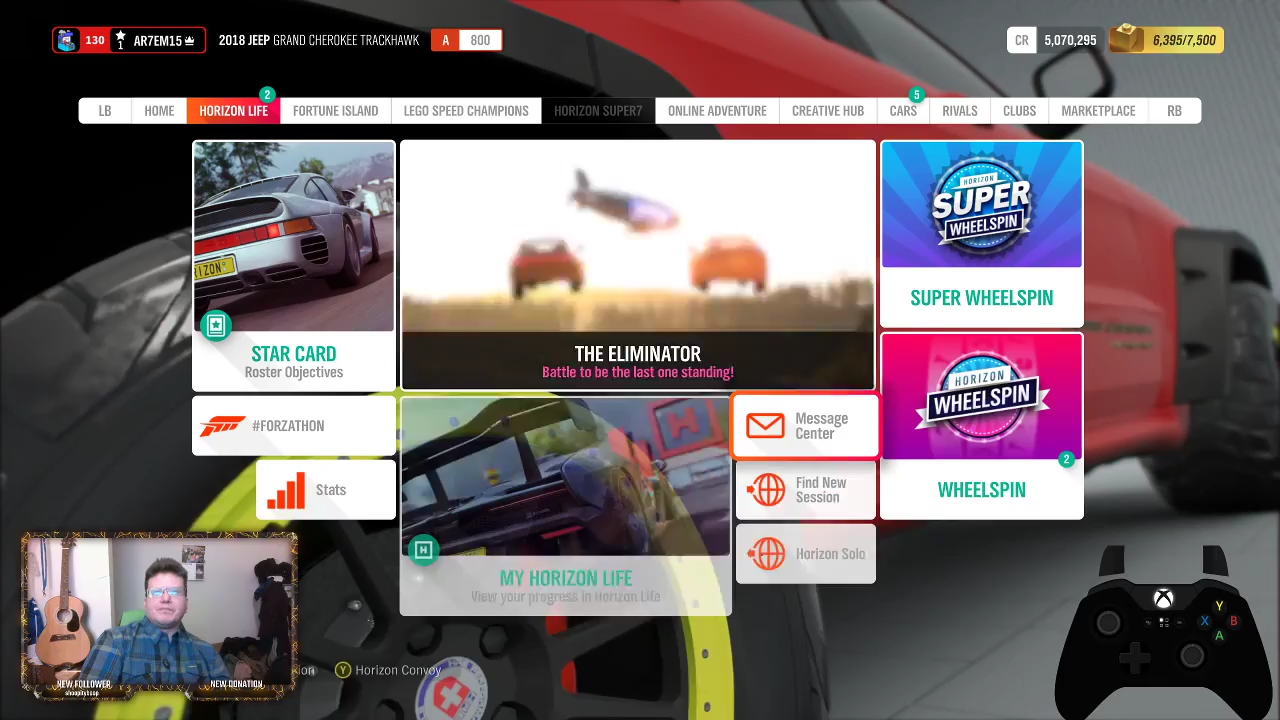 130 1 AR7EM15 2018 JEEP GRAND CHEROKEE TRACKHAWK A 800 CR 5,070,295 6,395/7,500
2 5
LB HOME HORIZON LIFE FORTUNE ISLAND LEGO SPEED CHAMPIONS HORIZON SUPER7 ONLINE ADVENTURE CREATIVE HUB CARS RIVALS CLUBS MARKETPLACE RB
HORIZON
SUPER
WHEELSPIN
SUPER WHEELSPIN
STAR CARD
Roster Objectives
THE ELIMINATOR
Battle to be the last one standing!
HORIZON
WHEELSPIN
2
WHEELSPIN
#FORZATHON
Message
Center
Stats
Find New
Session
Horizon Solo
H
MY HORIZON LIFE
View your progress in Horizon Life
Y Horizon Convoy
NEW FOLLOWER
shoopityboop
NEW DONATION
Y
X B
A